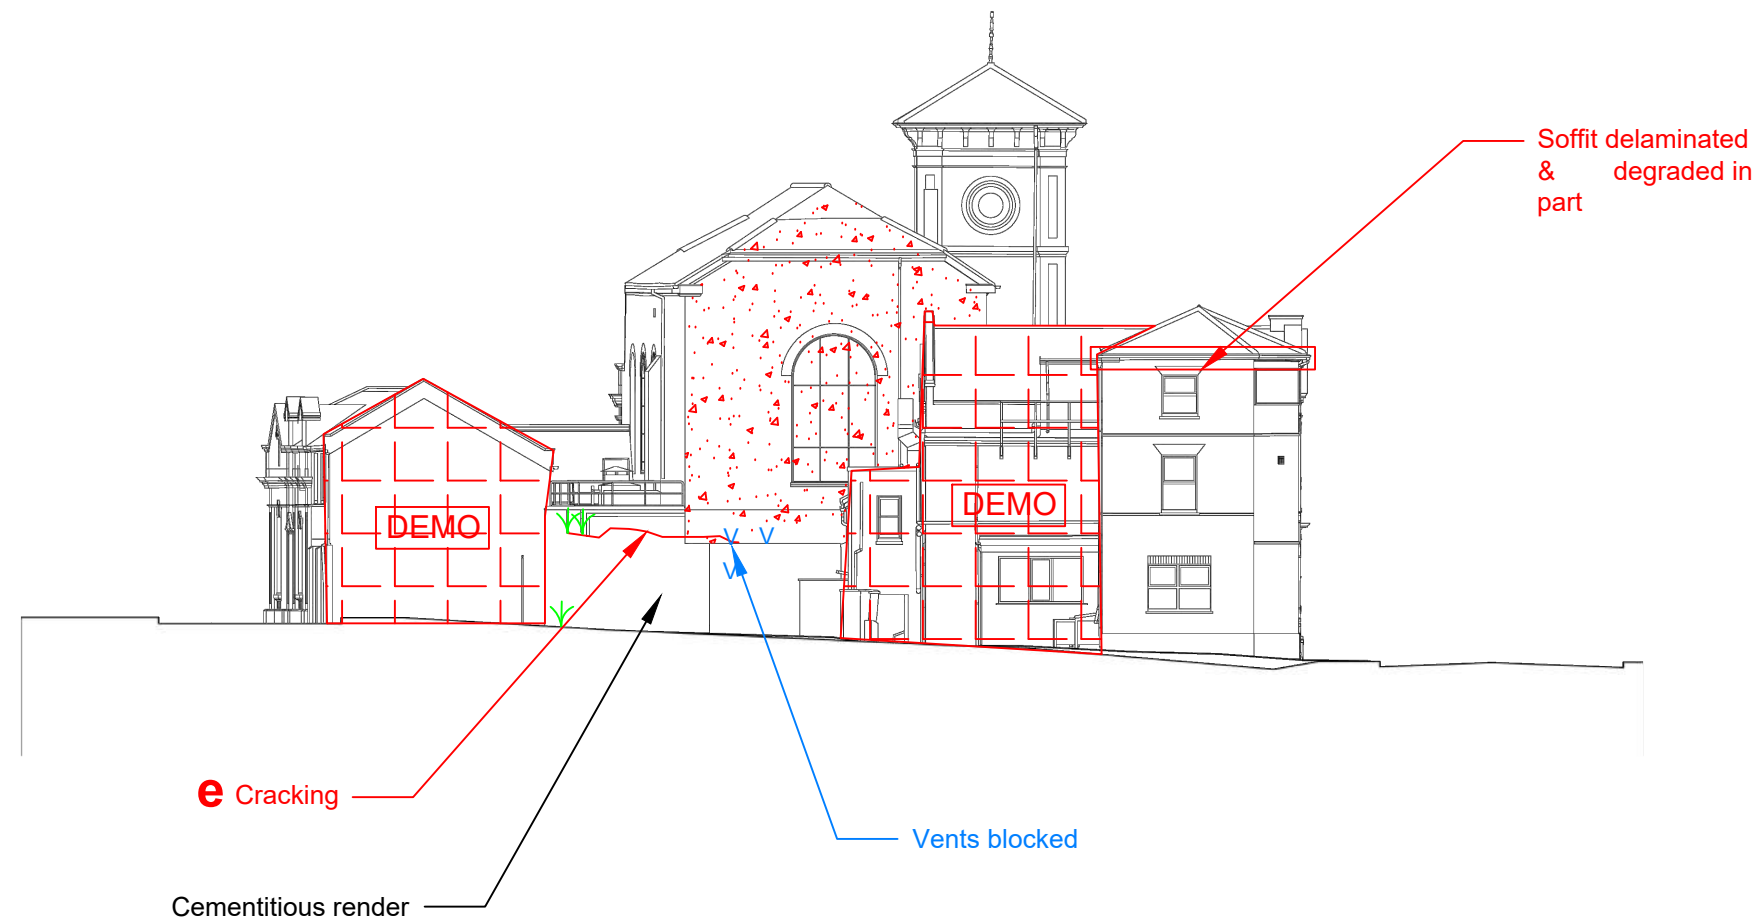 Soffit delaminated
& degraded in
part
DEMO
DEMO
V V
V
e Cracking
Vents blocked
Cementitious render